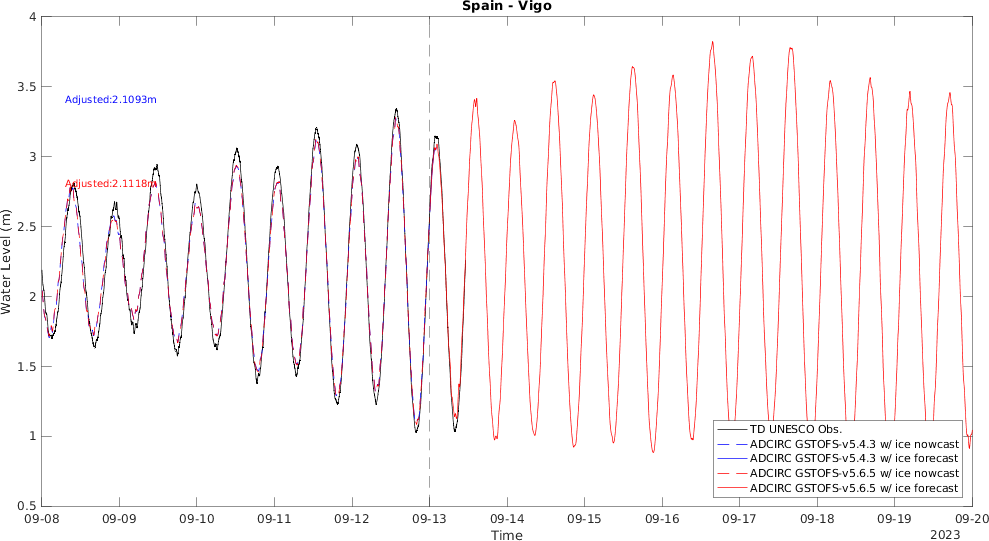 Spain - Vigo
4
3.5
3
2.5
2
1.5
1
0.5
Water Level (m)
Adjusted:2.1093m
Adjusted:2.1118m
TD UNESCO Obs.
ADCIRC GSTOFS-v5.4.3 w/ ice nowcast
ADCIRC GSTOFS-v5.4.3 w/ ice forecast
ADCIRC GSTOFS-v5.6.5 w/ ice nowcast
ADCIRC GSTOFS-v5.6.5 w/ ice forecast
09-08 09-09 09-10 09-11 09-12 09-13 09-14 09-15 09-16 09-17 09-18 09-19 09-20
Time
2023